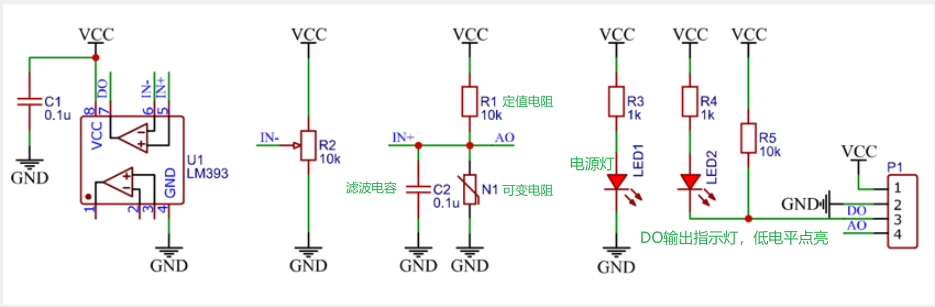 VCC
C1
0.1u
GND
DO
IN-
IN+
8
7
6
5
VCC
GND
1
2
3
4
U1
LM393
GND
VCC
IN-
R2
10k
GND
VCC
R1
定值电阻
10k
IN+
AO
滤波电容
C2
0.1u
N1
可变电阻
GND
GND
VCC
R3
1k
电源灯
LED1
GND
VCC
R4
1k
LED2
VCC
R5
10k
DO输出指示灯，低电平点亮
VCC
P1
GND
DO
AO
1
2
3
4